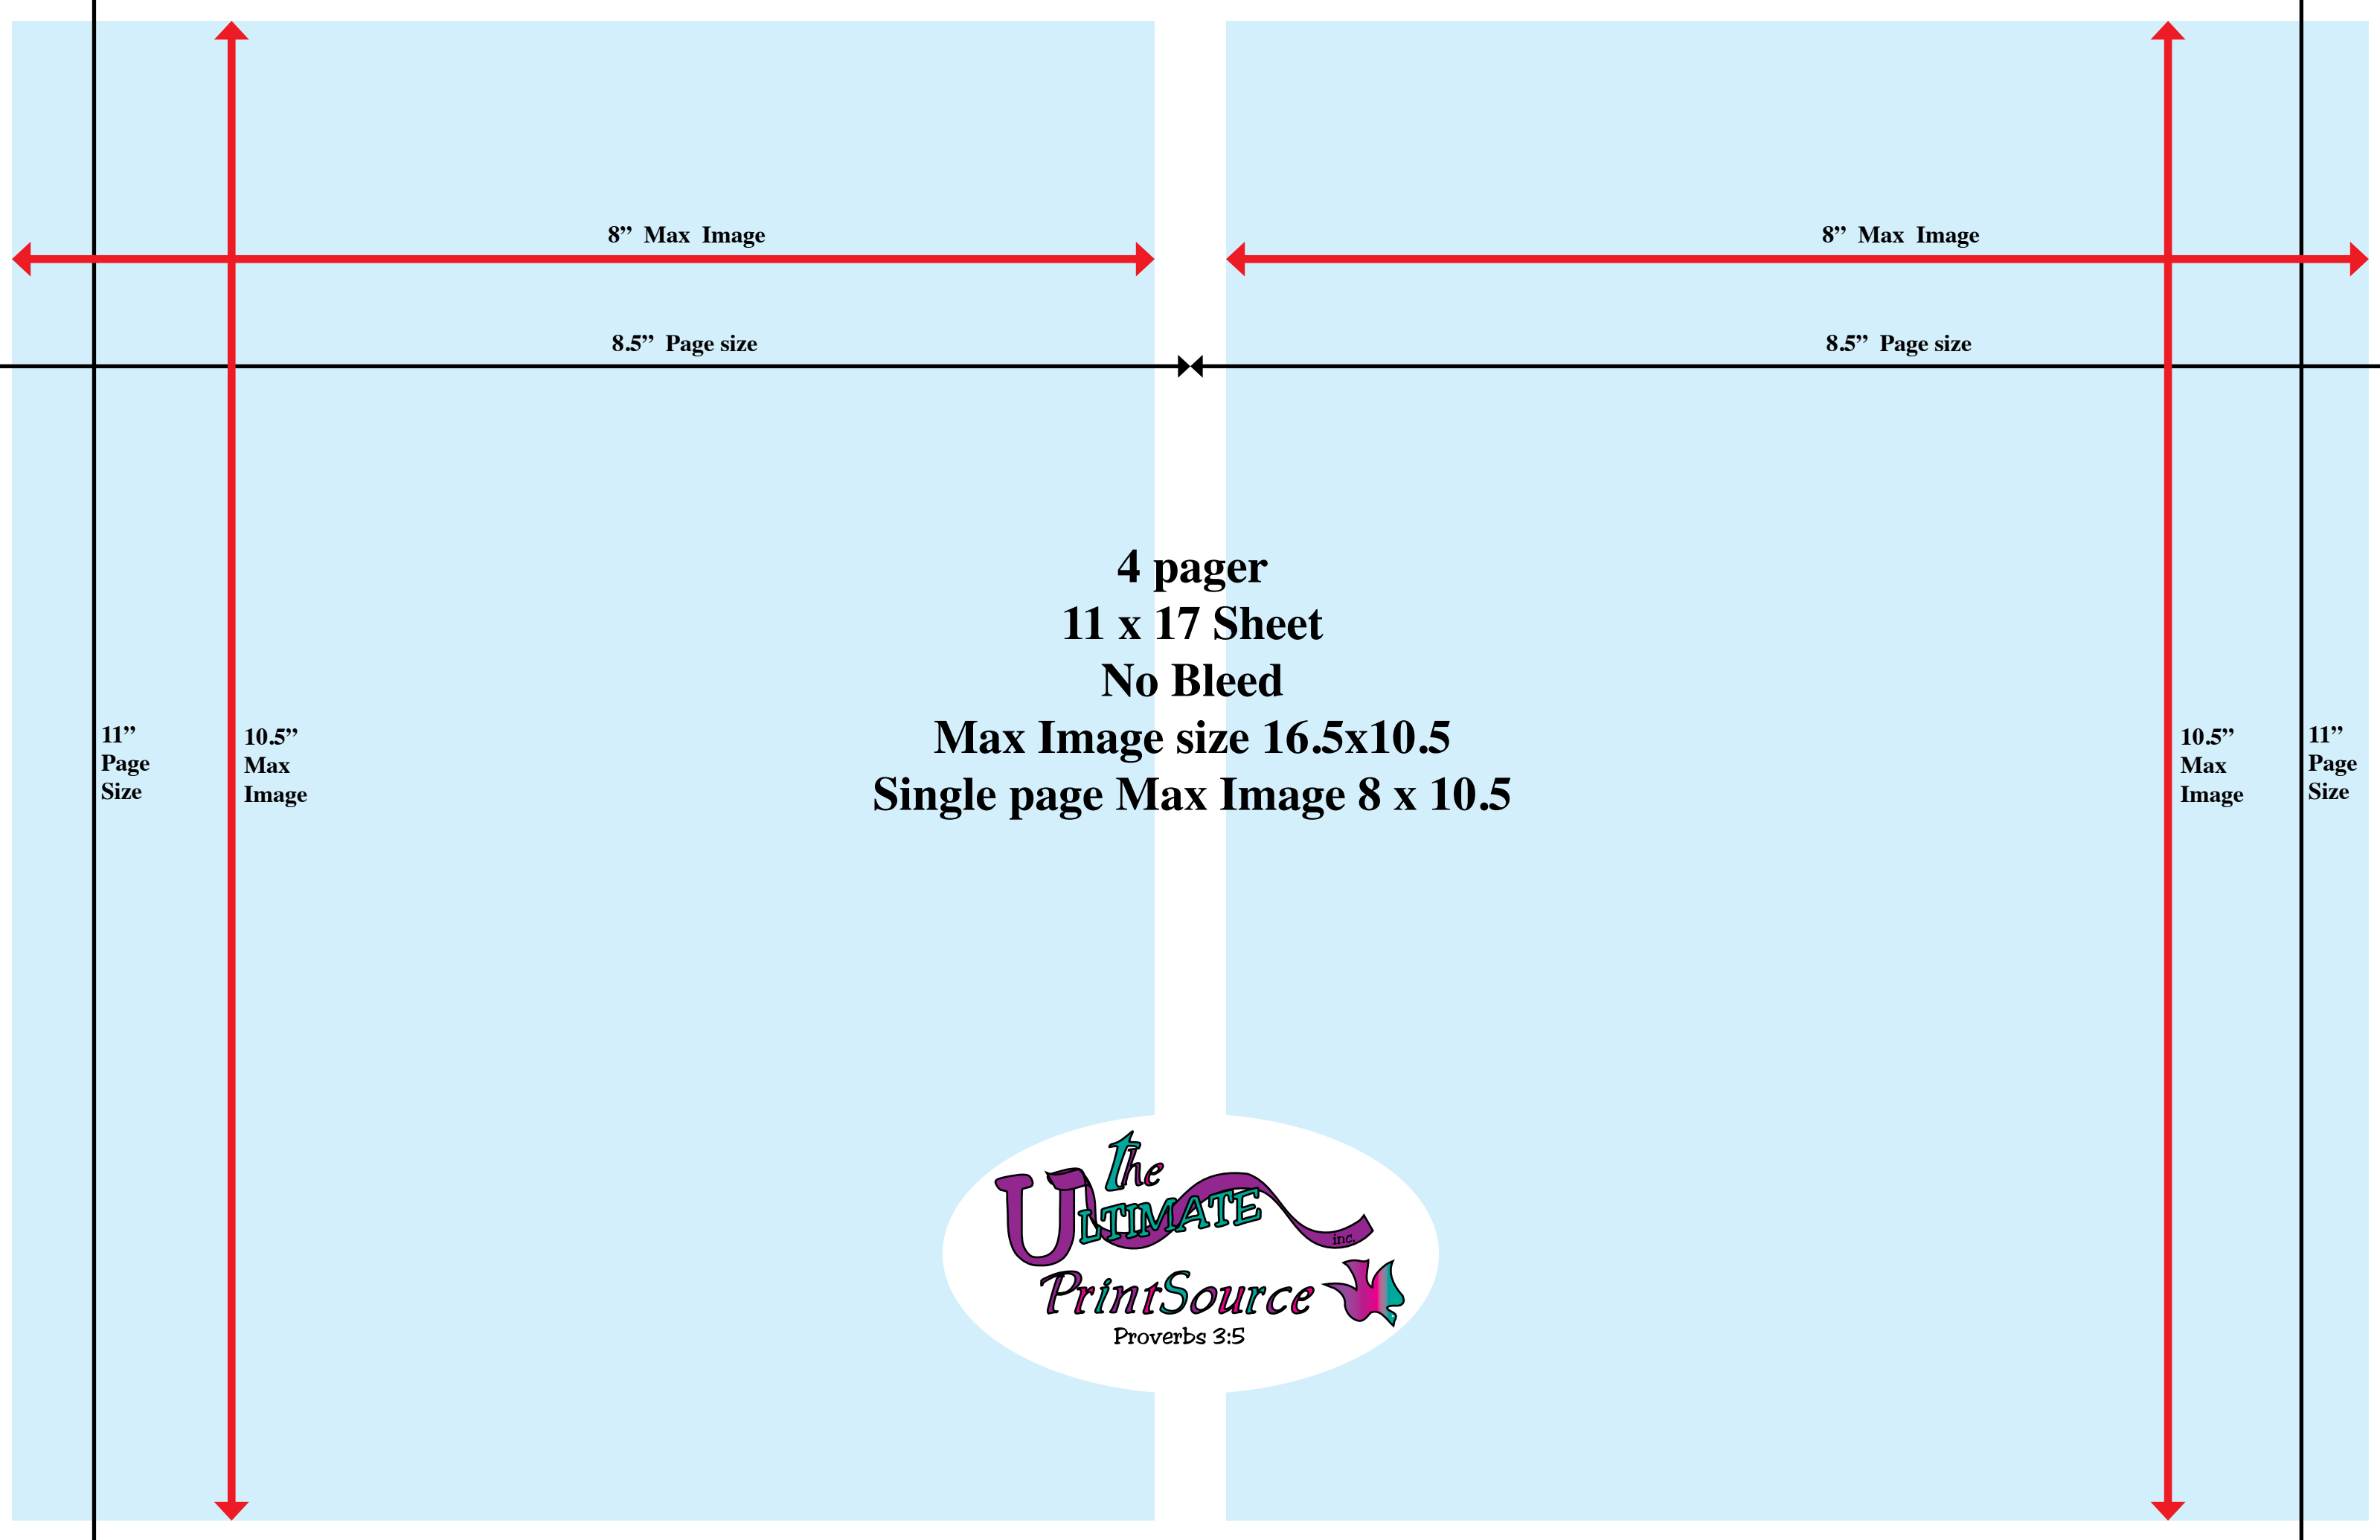 8” Max Image
8” Max Image
8.5” Page size
8.5” Page size
4 pager
11 x 17 Sheet
No Bleed
Max Image size 16.5x10.5
Single page Max Image 8 x 10.5
11”
Page
Size
10.5”
Max
Image
10.5”
Max
Image
11”
Page
Size
The
ULTIMATE
inc.
PrintSource
Proverbs 3:5